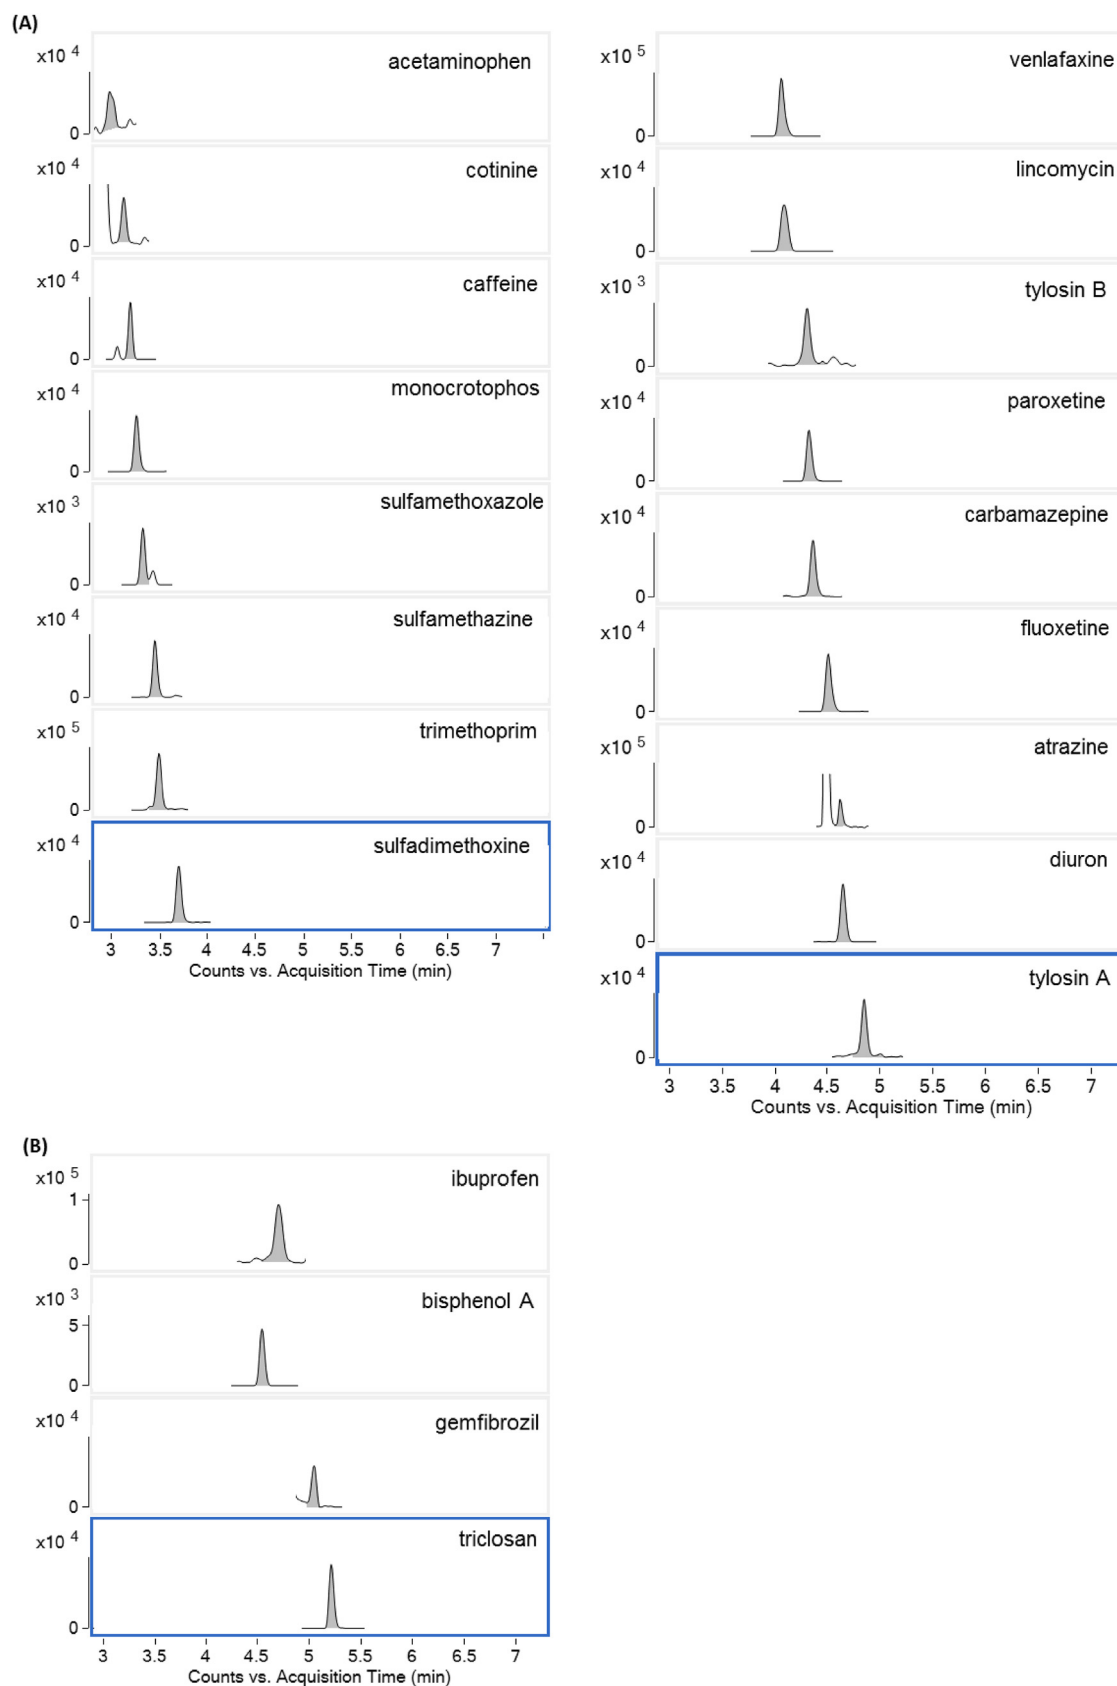 (A)
x10 4
acetaminophen
0
x10 4
cotinine
0
x10 4
caffeine
0
x10 4
monocrotophos
0
x10 3
sulfamethoxazole
0
x10 4
sulfamethazine
0
x10 5
trimethoprim
0
x10 4
sulfadimethoxine
0
3 3.5 4 4.5 5 5.5 6 6.5 7
Counts vs. Acquisition Time (min)
x10 5
venlafaxine
0
x10 4
lincomycin
0
x10 3
tylosin B
0
x10 4
paroxetine
0
x10 4
carbamazepine
0
x10 4
fluoxetine
0
x10 5
atrazine
0
x10 4
diuron
0
x10 4
tylosin A
0
3 3.5 4 4.5 5 5.5 6 6.5 7
Counts vs. Acquisition Time (min)
(B)
x10 5
ibuprofen
1
0
x10 3
bisphenol A
5
0
x10 4
gemfibrozil
0
x10 4
triclosan
0
3 3.5 4 4.5 5 5.5 6 6.5 7
Counts vs. Acquisition Time (min)